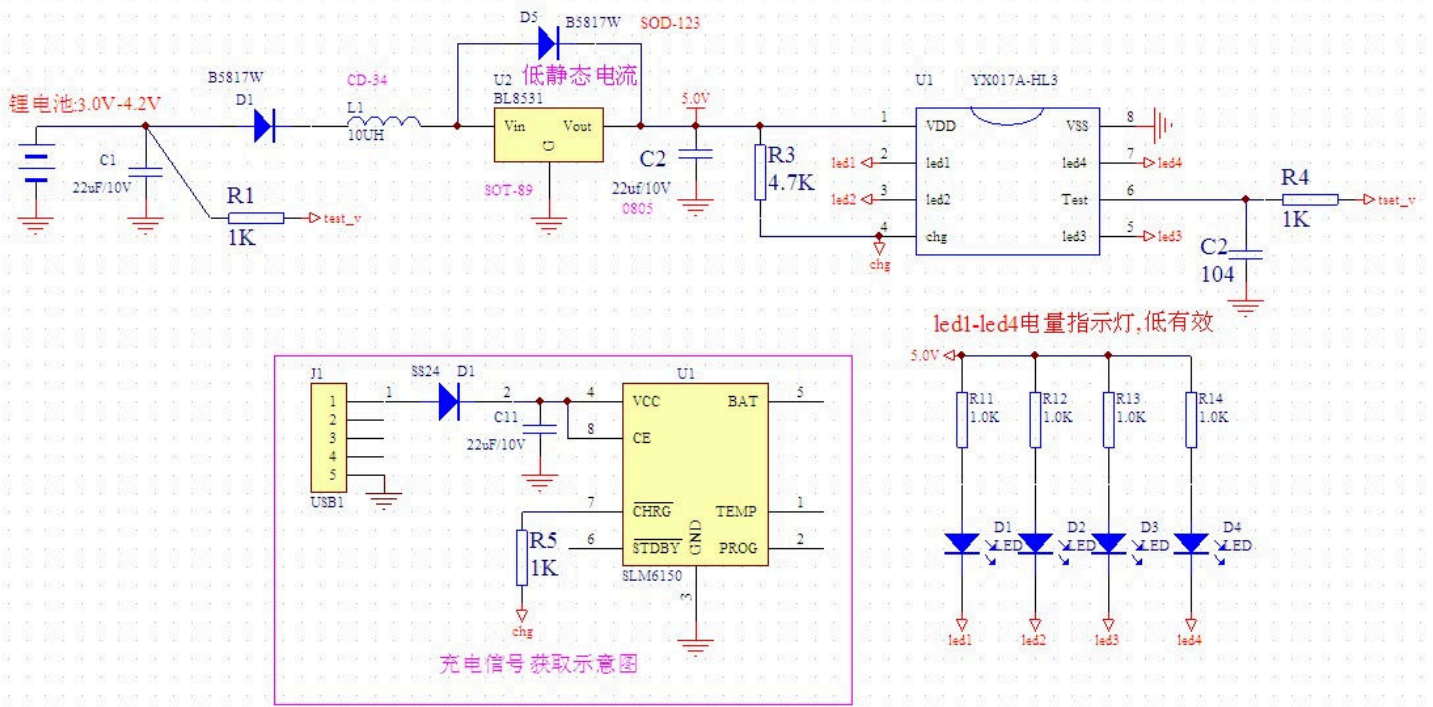 D5
B5817W
SOD-123
B5817W
D1
CD-34
U2
低静态电流
BL8531
锂电池:3.0V-4.2V
L1
10UH
Vin
Vout
G
SOT-89
5.0V
C1
22uF/10V
R1
1K
test_v
C2
22uf/10V
0805
R3
4.7K
U1
YX017A-HL3
1
VDD
VSS
8
led1
2
led1
led4
7
led4
led2
3
led2
Test
6
4
chg
led3
5
led3
chg
R4
1K
tset_v
C2
104
led1-led4电量指示灯,低有效
5.0V
R11
1.0K
R12
1.0K
R13
1.0K
R14
1.0K
D1
LED
D2
LED
D3
LED
D4
LED
led1
led2
led3
led4
J1
1
2
3
4
5
USB1
1
SS24
D1
2
C11
22uF/10V
U1
4
VCC
BAT
5
8
CE
7
CHRG
TEMP
1
6
STDBY
GND
PROG
2
SLM6150
3
R5
1K
chg
充电信号获取示意图